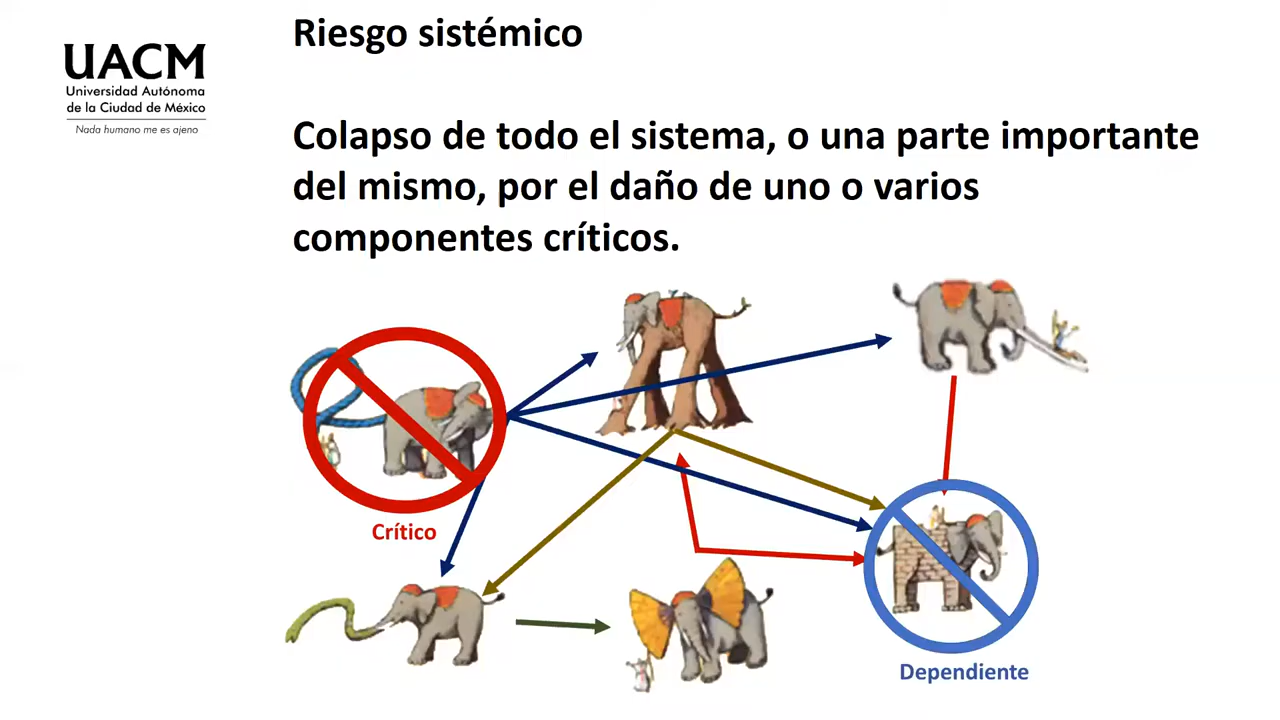 Riesgo sistémico
UACM
Universidad Autónoma
de la Ciudad de México
Nada humano me es ajeno
Colapso de todo el sistema, o una parte importante
del mismo, por el daño de uno o varios
componentes críticos.
Crítico
Dependiente